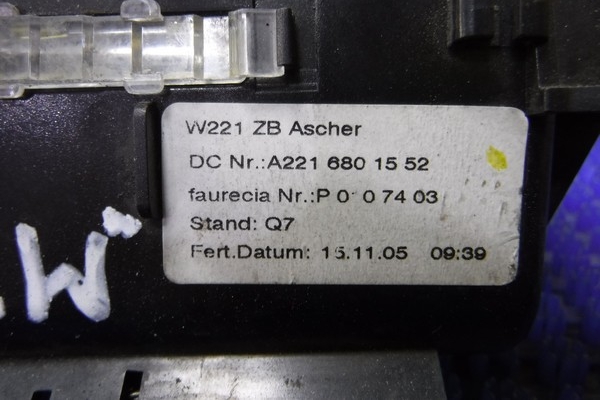 W221 ZB Ascher
DC Nr.:A221 680 15 52
faurecia Nr.:P 0 0 74 03
Stand: Q7
Fert.Datum: 15.11.05 09:39
W